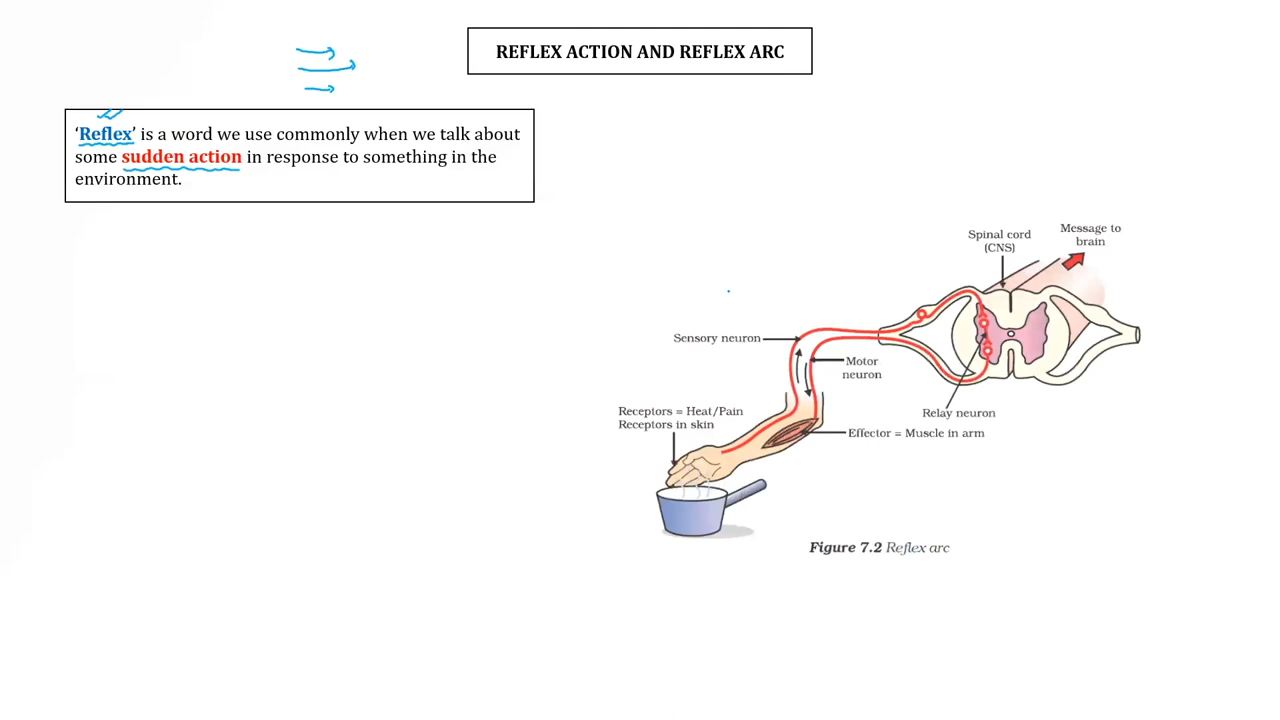 REFLEX ACTION AND REFLEX ARC
‘Reflex’ is a word we use commonly when we talk about
some sudden action in response to something in the
environment.
Spinal cord
(CNS)
Message to
brain
Sensory neuron
Motor
neuron
Relay neuron
Receptors = Heat/Pain
Receptors in skin
Effector = Muscle in arm
Figure 7.2 Reflex arc